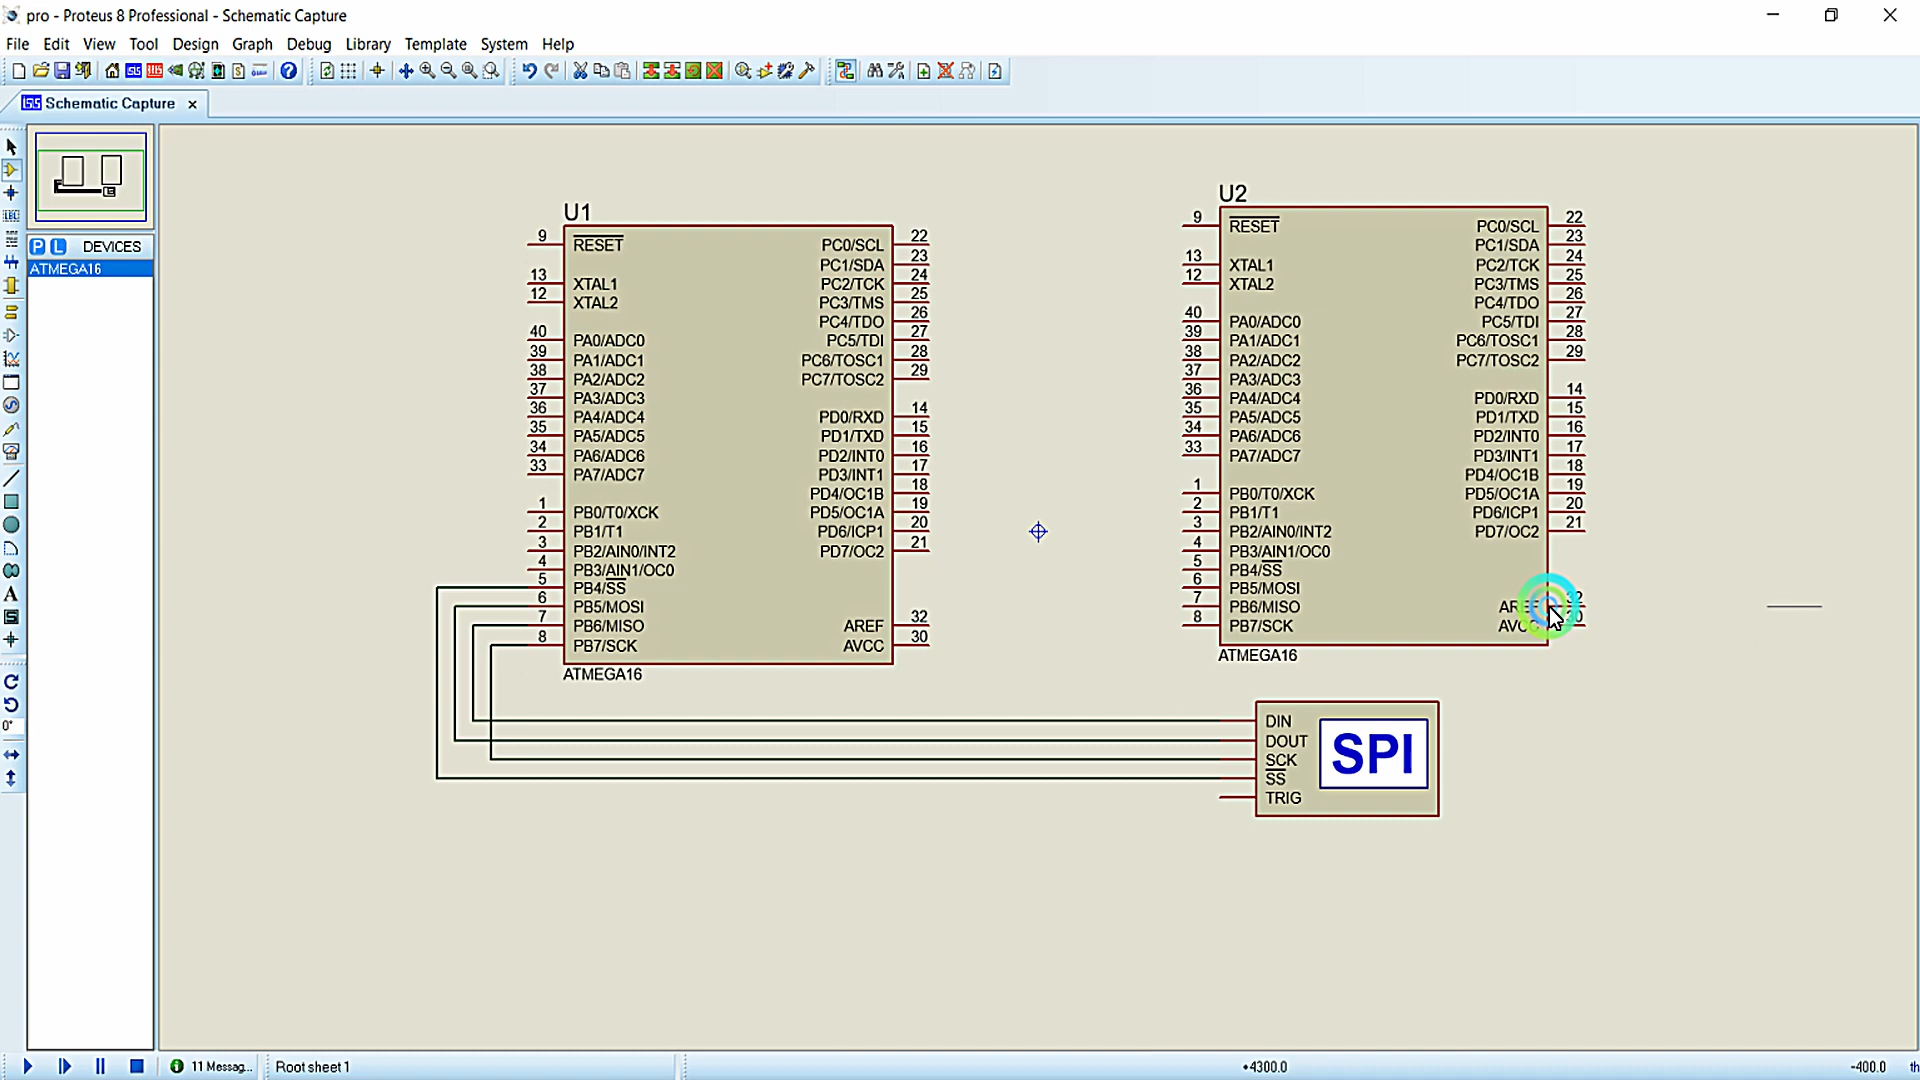 pro - Proteus 8 Professional - Schematic Capture
File Edit View Tool Design Graph Debug Library Template System Help
Schematic Capture
P L DEVICES
ATMEGA16
U1
9 RESET
13 XTAL1
12 XTAL2
40 PA0/ADC0
39 PA1/ADC1
38 PA2/ADC2
37 PA3/ADC3
36 PA4/ADC4
35 PA5/ADC5
34 PA6/ADC6
33 PA7/ADC7
1 PB0/T0/XCK
2 PB1/T1
3 PB2/AIN0/INT2
4 PB3/AIN1/OC0
5 PB4/SS
6 PB5/MOSI
7 PB6/MISO
8 PB7/SCK
PC0/SCL 22
PC1/SDA 23
PC2/TCK 24
PC3/TMS 25
PC4/TDO 26
PC5/TDI 27
PC6/TOSC1 28
PC7/TOSC2 29
PD0/RXD 14
PD1/TXD 15
PD2/INT0 16
PD3/INT1 17
PD4/OC1B 18
PD5/OC1A 19
PD6/ICP1 20
PD7/OC2 21
AREF 32
AVCC 30
ATMEGA16
U2
9 RESET
13 XTAL1
12 XTAL2
40 PA0/ADC0
39 PA1/ADC1
38 PA2/ADC2
37 PA3/ADC3
36 PA4/ADC4
35 PA5/ADC5
34 PA6/ADC6
33 PA7/ADC7
1 PB0/T0/XCK
2 PB1/T1
3 PB2/AIN0/INT2
4 PB3/AIN1/OC0
5 PB4/SS
6 PB5/MOSI
7 PB6/MISO
8 PB7/SCK
PC0/SCL 22
PC1/SDA 23
PC2/TCK 24
PC3/TMS 25
PC4/TDO 26
PC5/TDI 27
PC6/TOSC1 28
PC7/TOSC2 29
PD0/RXD 14
PD1/TXD 15
PD2/INT0 16
PD3/INT1 17
PD4/OC1B 18
PD5/OC1A 19
PD6/ICP1 20
PD7/OC2 21
ATMEGA16
DIN
DOUT
SCK
SS
TRIG
SPI
0°
11 Messag... Root sheet 1 +4300.0 -400.0 th